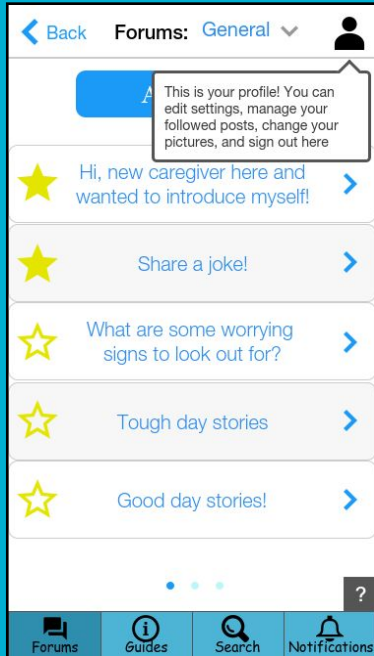 Back Forums: General
A
This is your profile! You can
edit settings, manage your
followed posts, change your
pictures, and sign out here
Hi, new caregiver here and
wanted to introduce myself!
Share a joke!
What are some worrying
signs to look out for?
Tough day stories
Good day stories!
?
Forums Guides Search Notifications